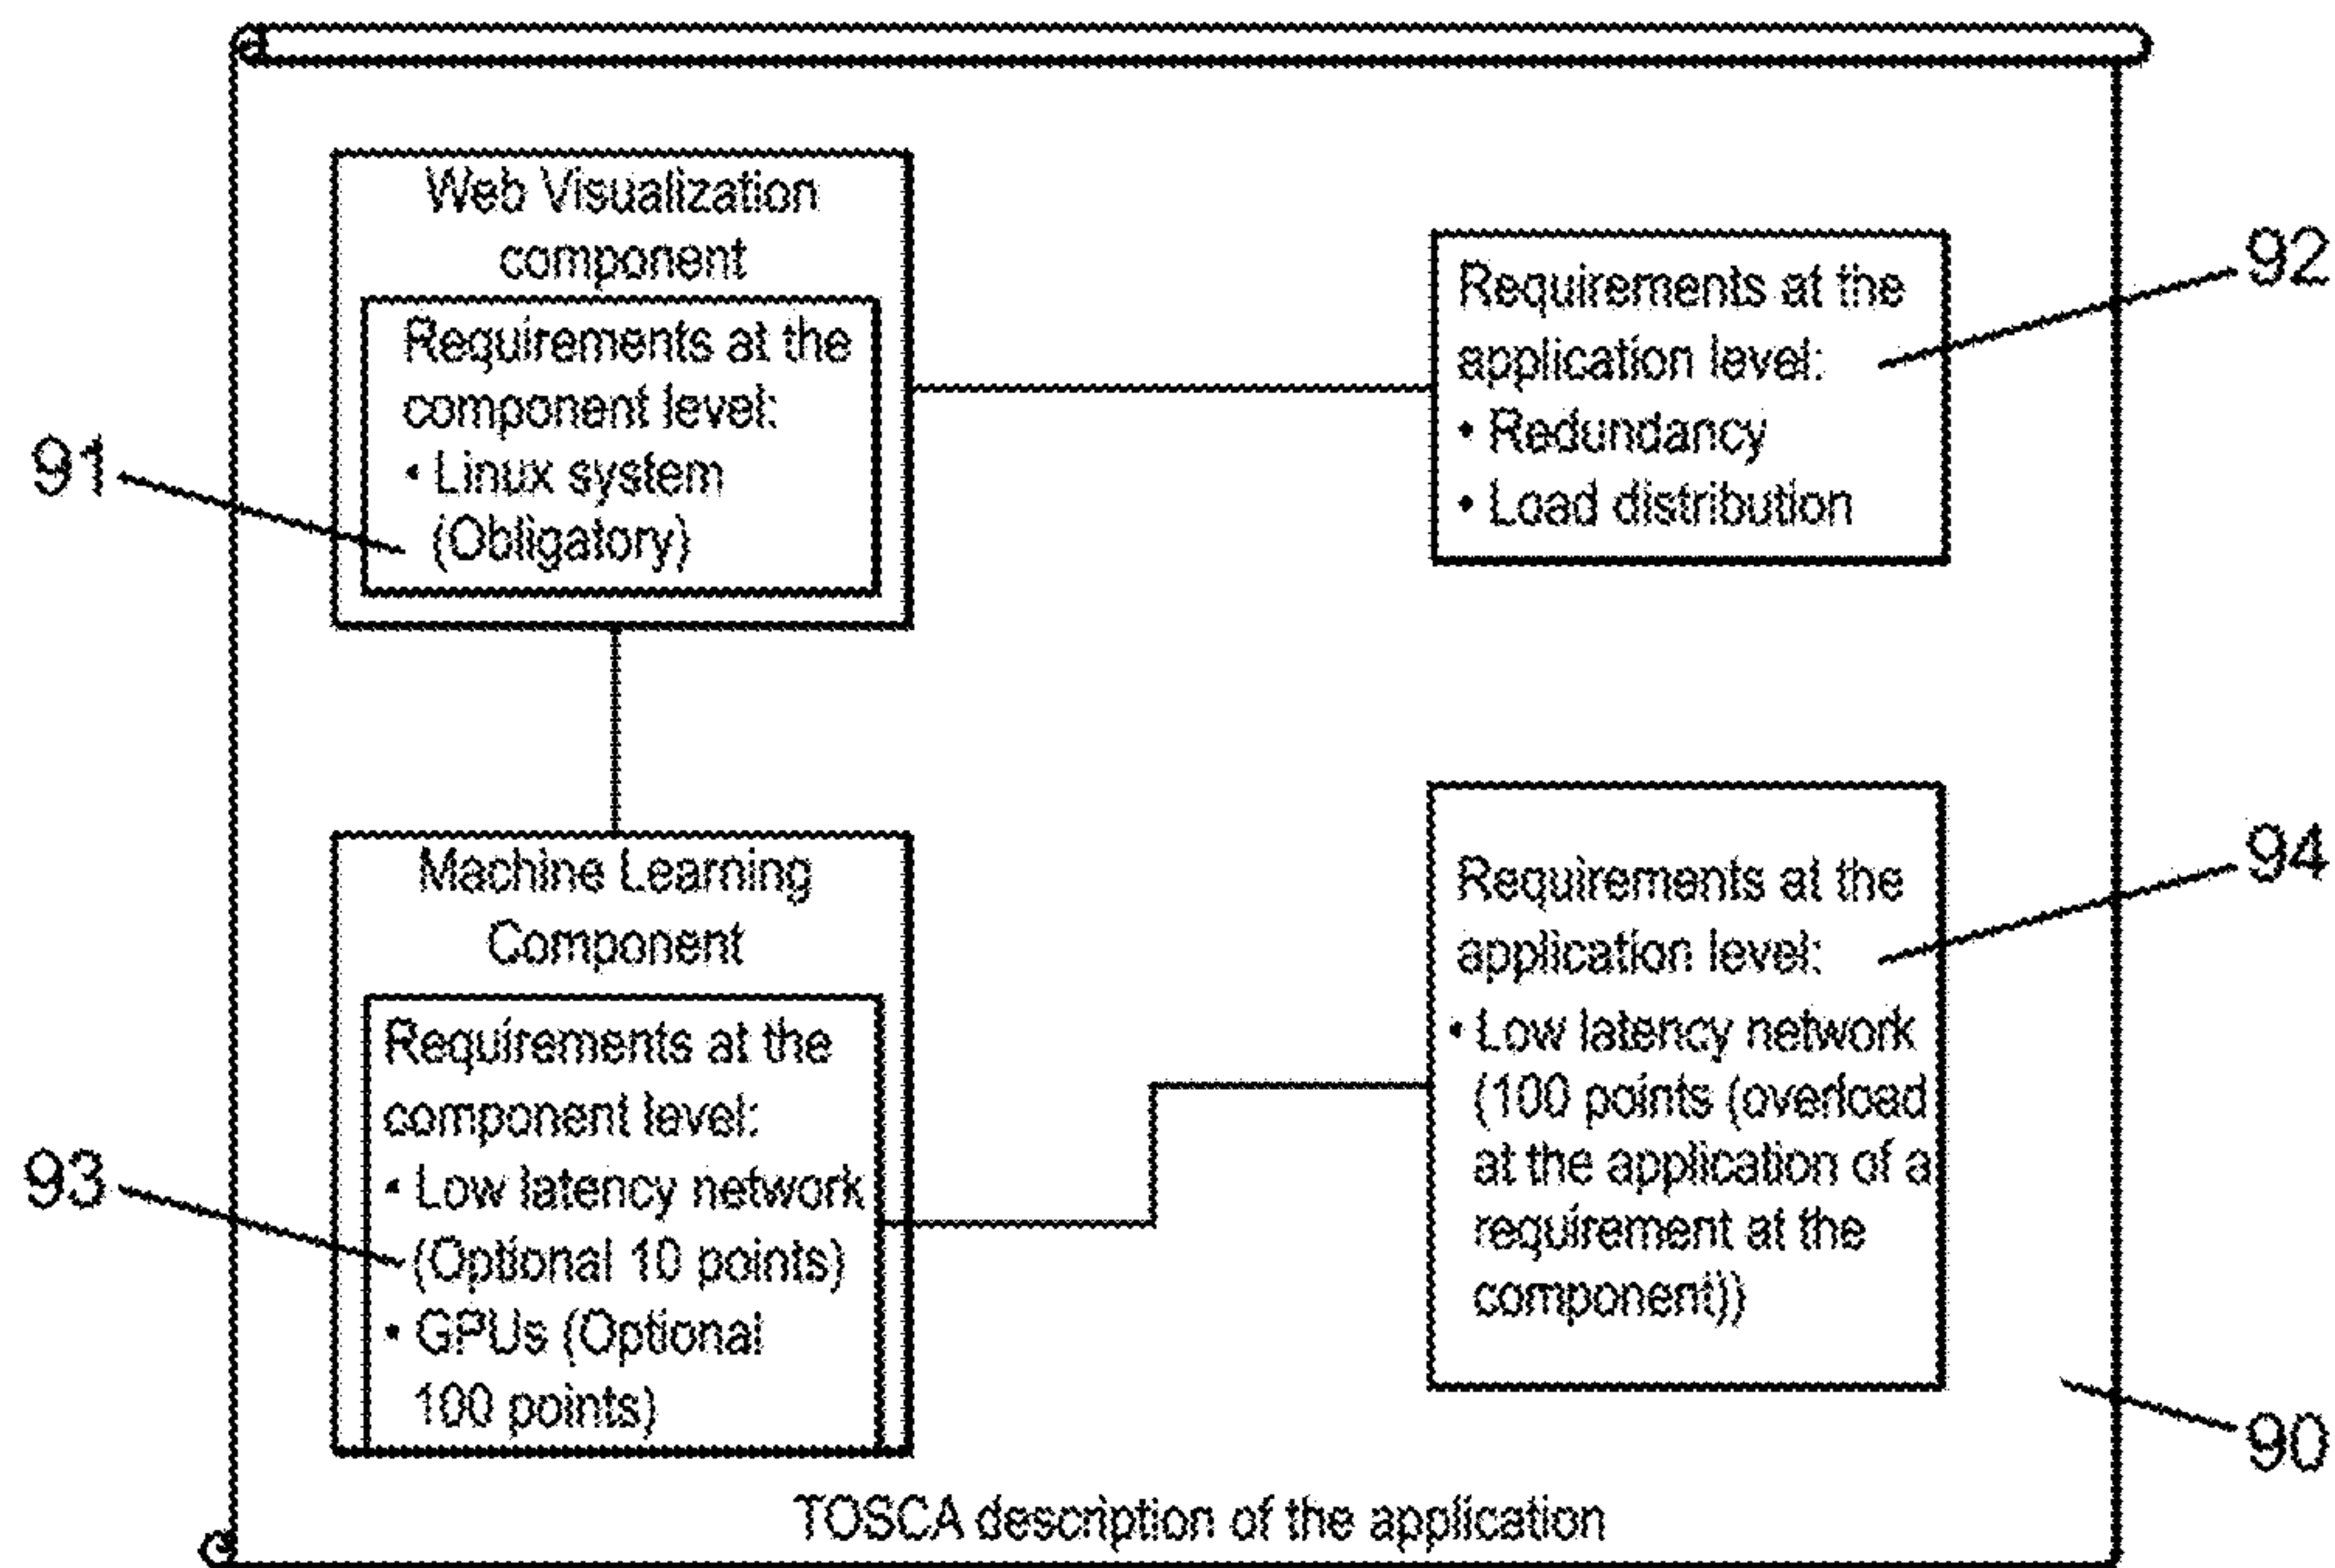 Web Visualization
component
Requirements at the
component level:
• Linux system
(Obligatory)
91
Requirements at the
application level:
• Redundancy
• Load distribution
92
Machine Learning
Component
Requirements at the
component level:
• Low latency network
(Optional 10 points)
• GPUs (Optional
100 points)
93
Requirements at the
application level:
• Low latency network
(100 points (overload
at the application of a
requirement at the
component))
94
90
TOSCA description of the application